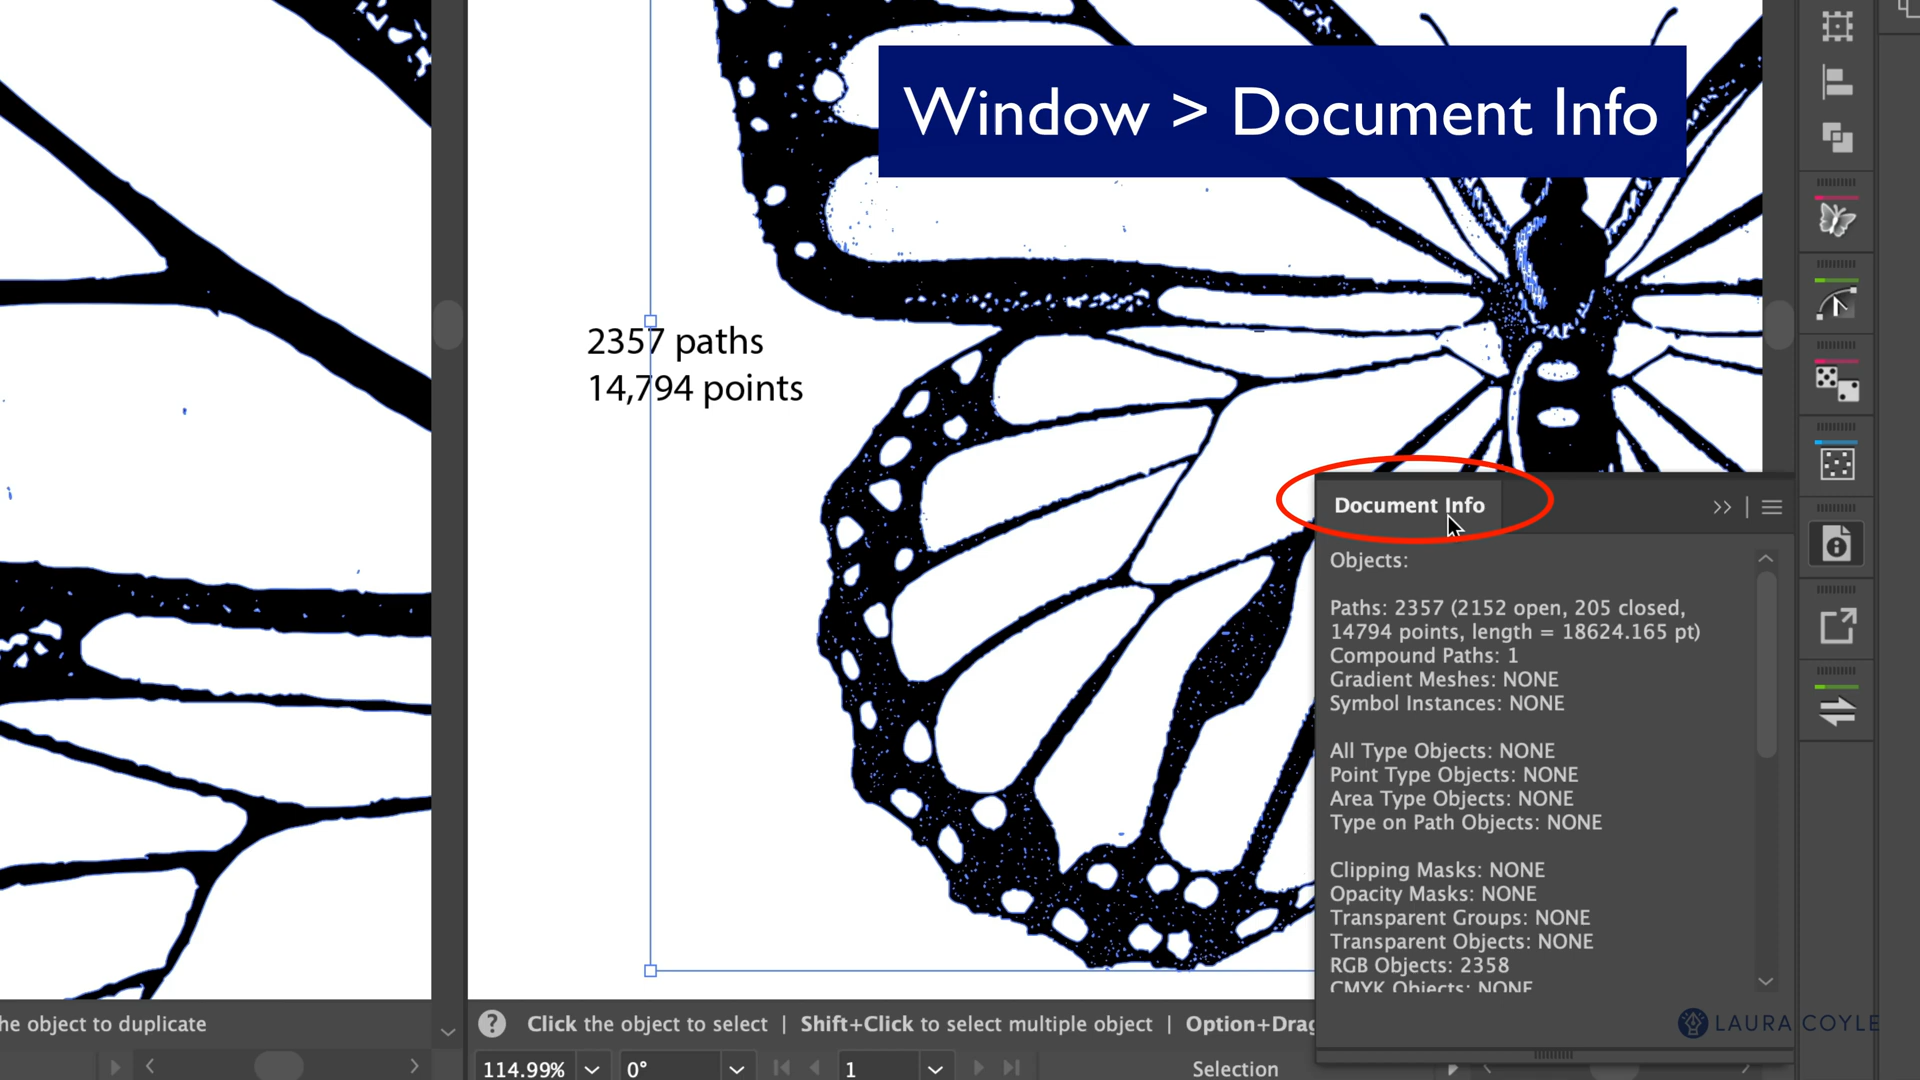 Window > Document Info
2357 paths
14,794 points
Document Info
Objects:
Paths: 2357 (2152 open, 205 closed,
14794 points, length = 18624.165 pt)
Compound Paths: 1
Gradient Meshes: NONE
Symbol Instances: NONE
All Type Objects: NONE
Point Type Objects: NONE
Area Type Objects: NONE
Type on Path Objects: NONE
Clipping Masks: NONE
Opacity Masks: NONE
Transparent Groups: NONE
Transparent Objects: NONE
RGB Objects: 2358
CMYK Objects: NONE
LAURA COYLE
he object to duplicate
Click the object to select | Shift+Click to select multiple object | Option+Drag
114.99% 0° 1 Selection